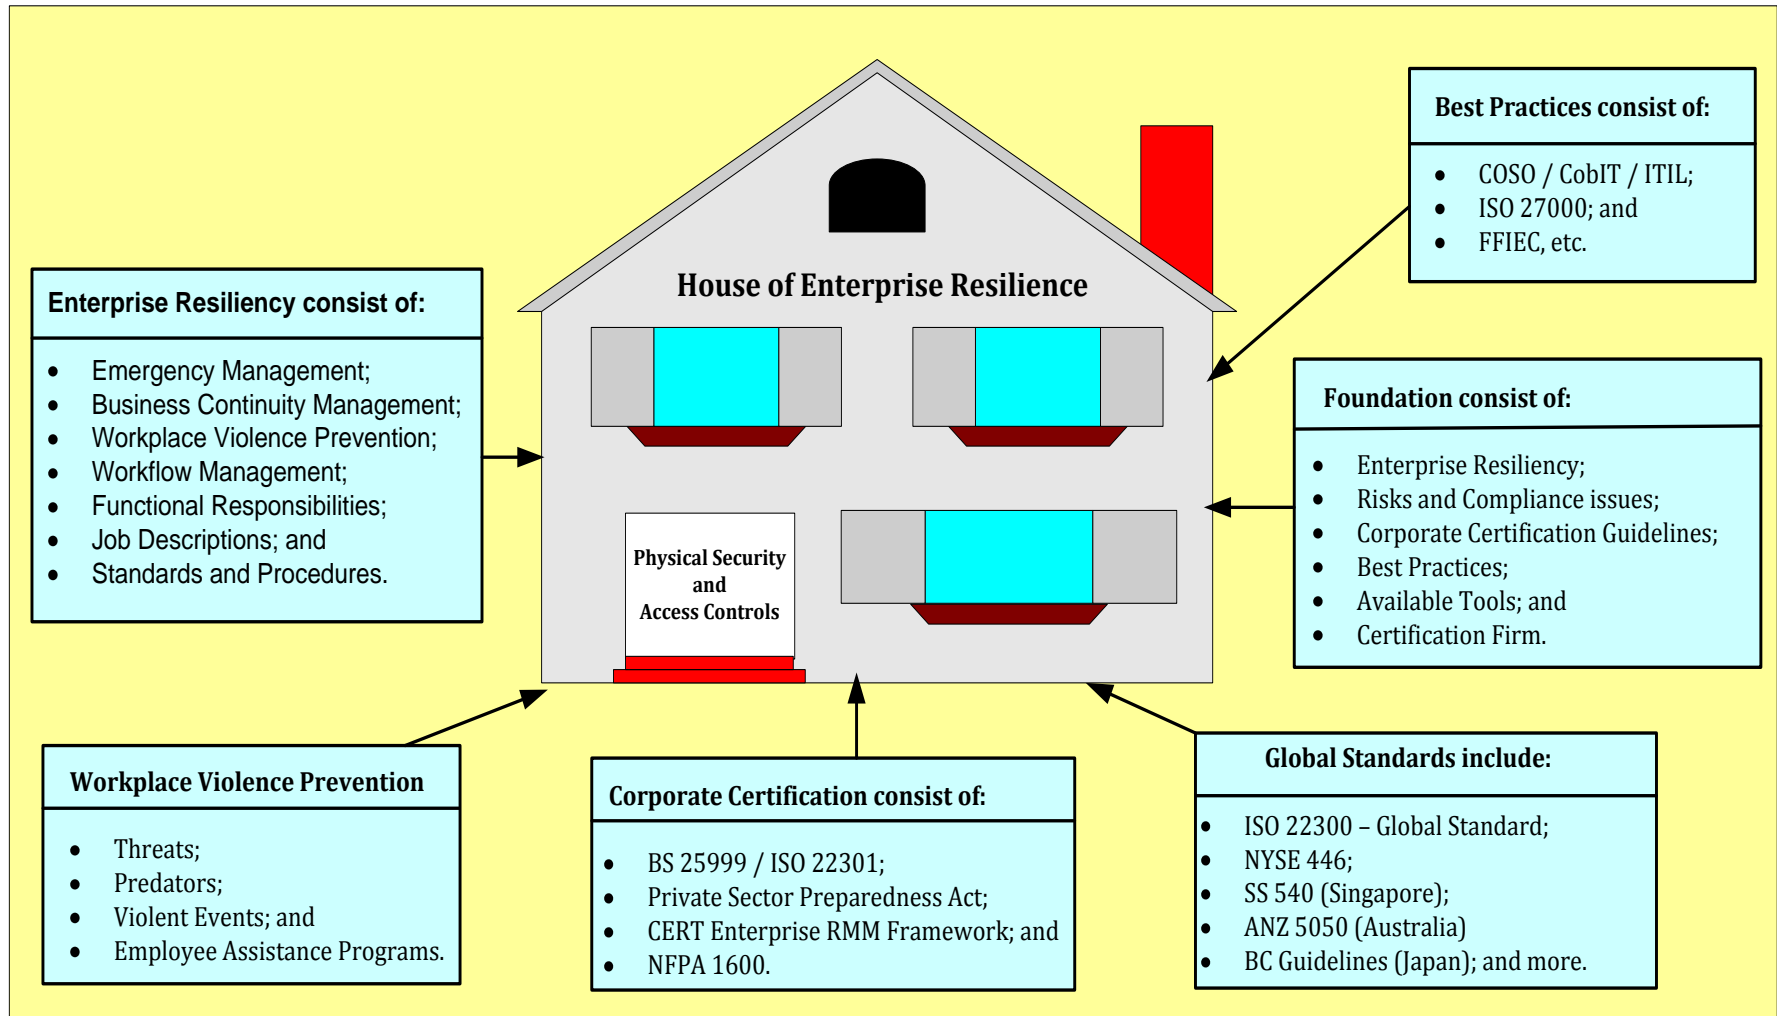 House of Enterprise Resilience
Physical Security
and
Access Controls
Enterprise Resiliency consist of:
• Emergency Management;
• Business Continuity Management;
• Workplace Violence Prevention;
• Workflow Management;
• Functional Responsibilities;
• Job Descriptions; and
• Standards and Procedures.
Best Practices consist of:
• COSO / CobIT / ITIL;
• ISO 27000; and
• FFIEC, etc.
Foundation consist of:
• Enterprise Resiliency;
• Risks and Compliance issues;
• Corporate Certification Guidelines;
• Best Practices;
• Available Tools; and
• Certification Firm.
Workplace Violence Prevention
• Threats;
• Predators;
• Violent Events; and
• Employee Assistance Programs.
Corporate Certification consist of:
• BS 25999 / ISO 22301;
• Private Sector Preparedness Act;
• CERT Enterprise RMM Framework; and
• NFPA 1600.
Global Standards include:
• ISO 22300 – Global Standard;
• NYSE 446;
• SS 540 (Singapore);
• ANZ 5050 (Australia)
• BC Guidelines (Japan); and more.